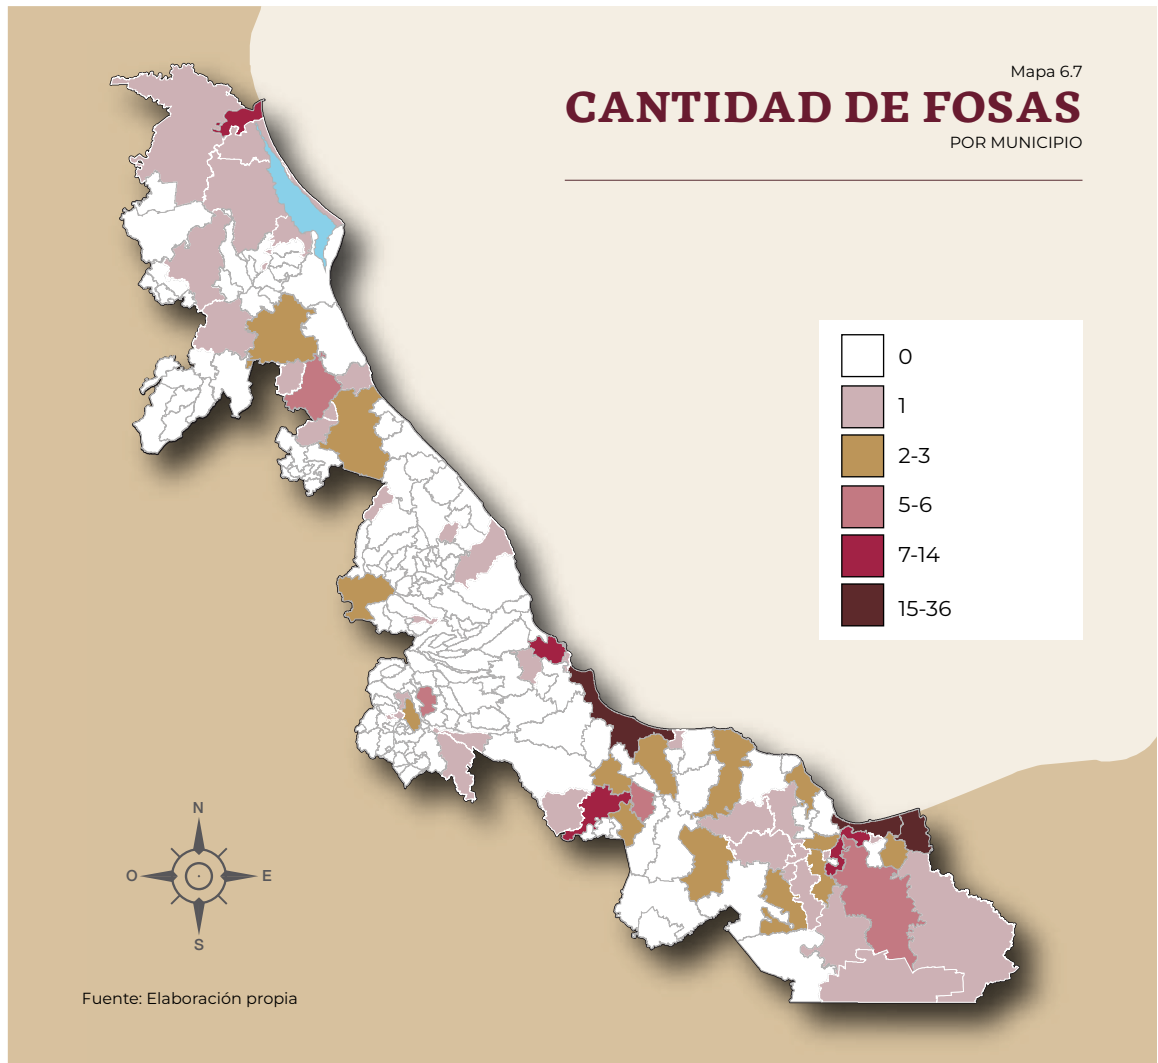 Mapa 6.7
CANTIDAD DE FOSAS
POR MUNICIPIO
0
1
2-3
5-6
7-14
15-36
N
O
E
S
Fuente: Elaboración propia